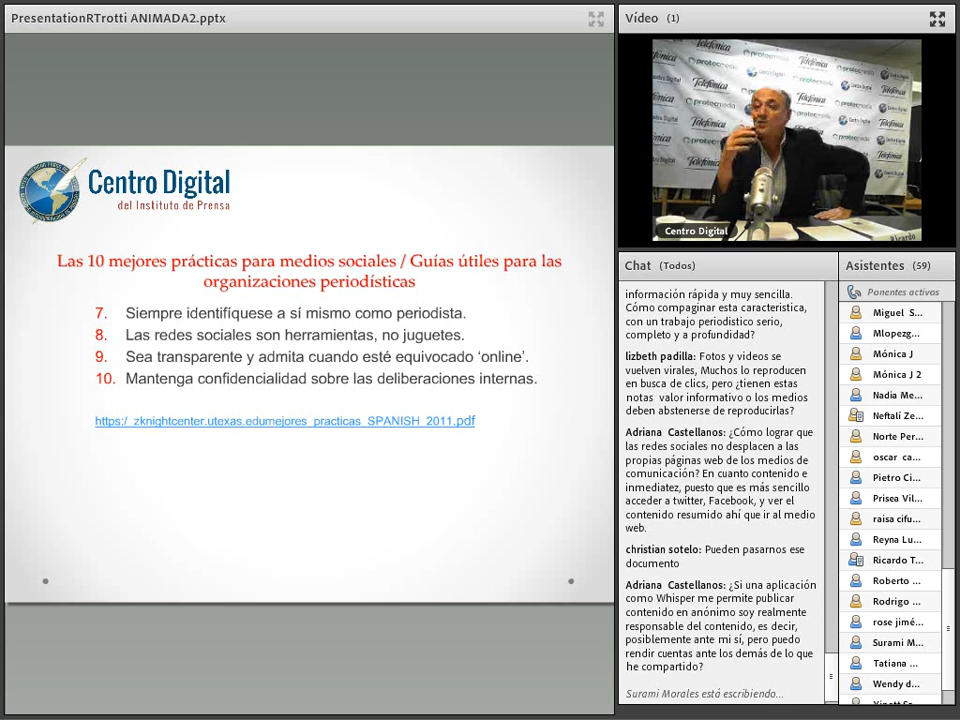 PresentationRTrotti ANIMADA2.pptx
Centro Digital
del Instituto de Prensa
Las 10 mejores prácticas para medios sociales / Guías útiles para las
organizaciones periodísticas
7. Siempre identifíquese a sí mismo como periodista.
8. Las redes sociales son herramientas, no juguetes.
9. Sea transparente y admita cuando esté equivocado ‘online’.
10. Mantenga confidencialidad sobre las deliberaciones internas.
https:/ zknightcenter.utexas.edumejores_practicas_SPANISH_2011.pdf
Vídeo (1)
Telefónica
protecmedia
Centro Digital
Ricardo
Centro Digital
Chat (Todos)
información rápida y muy sencilla.
Cómo compaginar esta caracteristica,
con un trabajo periodistico serio,
completo y a profundidad?
lizbeth padilla: Fotos y videos se
vuelven virales, Muchos lo reproducen
en busca de clics, pero ¿tienen estas
notas valor informativo o los medios
deben abstenerse de reproducirlas?
Adriana Castellanos: ¿Cómo lograr que
las redes sociales no desplacen a las
propias páginas web de los medios de
comunicación? En cuanto contenido e
inmediatez, puesto que es más sencillo
acceder a twitter, Facebook, y ver el
contenido resumido ahí que ir al medio
web.
christian sotelo: Pueden pasarnos ese
documento
Adriana Castellanos: ¿Si una aplicación
como Whisper me permite publicar
contenido en anónimo soy realmente
responsable del contenido, es decir,
posiblemente ante mi sí, pero puedo
rendir cuentas ante los demás de lo que
he compartido?
Surami Morales está escribiendo...
Asistentes (59)
Ponentes activos
Miguel S...
Mlopezg...
Mónica J
Mónica J 2
Nadia Me...
Neftalí Ze...
Norte Per...
oscar ca...
Pietro Ci...
Prisea Vil...
raisa cifu...
Reyna Lu...
Ricardo T...
Roberto ...
Rodrigo ...
rose jimé...
Surami M...
Tatiana ...
Wendy d...